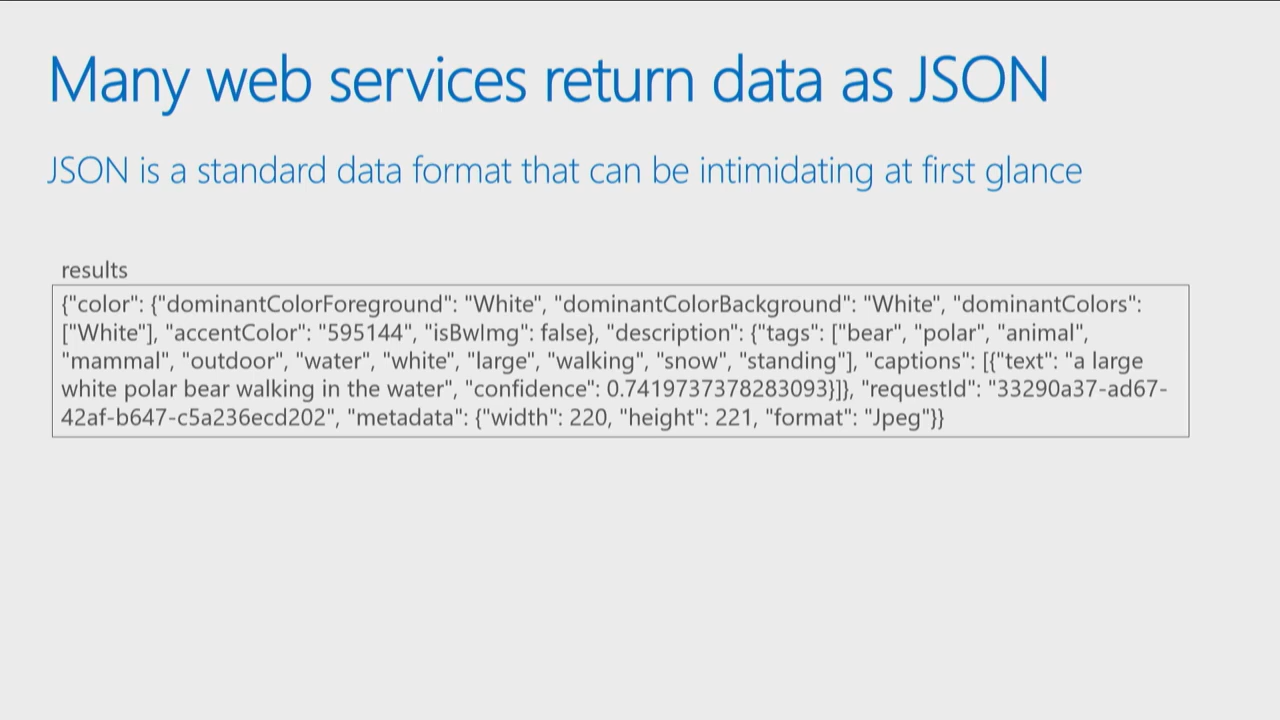 Many web services return data as JSON
JSON is a standard data format that can be intimidating at first glance
results
{"color": {"dominantColorForeground": "White", "dominantColorBackground": "White", "dominantColors":
["White"], "accentColor": "595144", "isBwImg": false}, "description": {"tags": ["bear", "polar", "animal",
"mammal", "outdoor", "water", "white", "large", "walking", "snow", "standing"], "captions": [{"text": "a large
white polar bear walking in the water", "confidence": 0.7419737378283093}]}, "requestId": "33290a37-ad67-
42af-b647-c5a236ecd202", "metadata": {"width": 220, "height": 221, "format": "Jpeg"}}